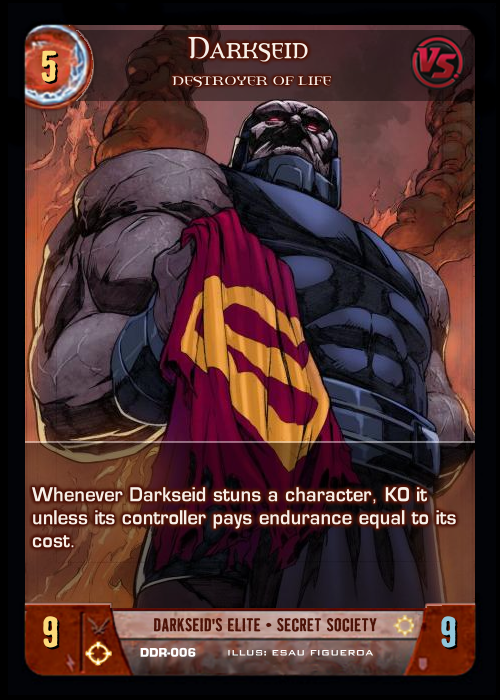 5
Darkseid
VS
Destroyer of Life
Whenever Darkseid stuns a character, KO it
unless its controller pays endurance equal to its
cost.
9
DARKSEID'S ELITE • SECRET SOCIETY
9
DDR-006
ILLUS: ESAU FIGUEROA